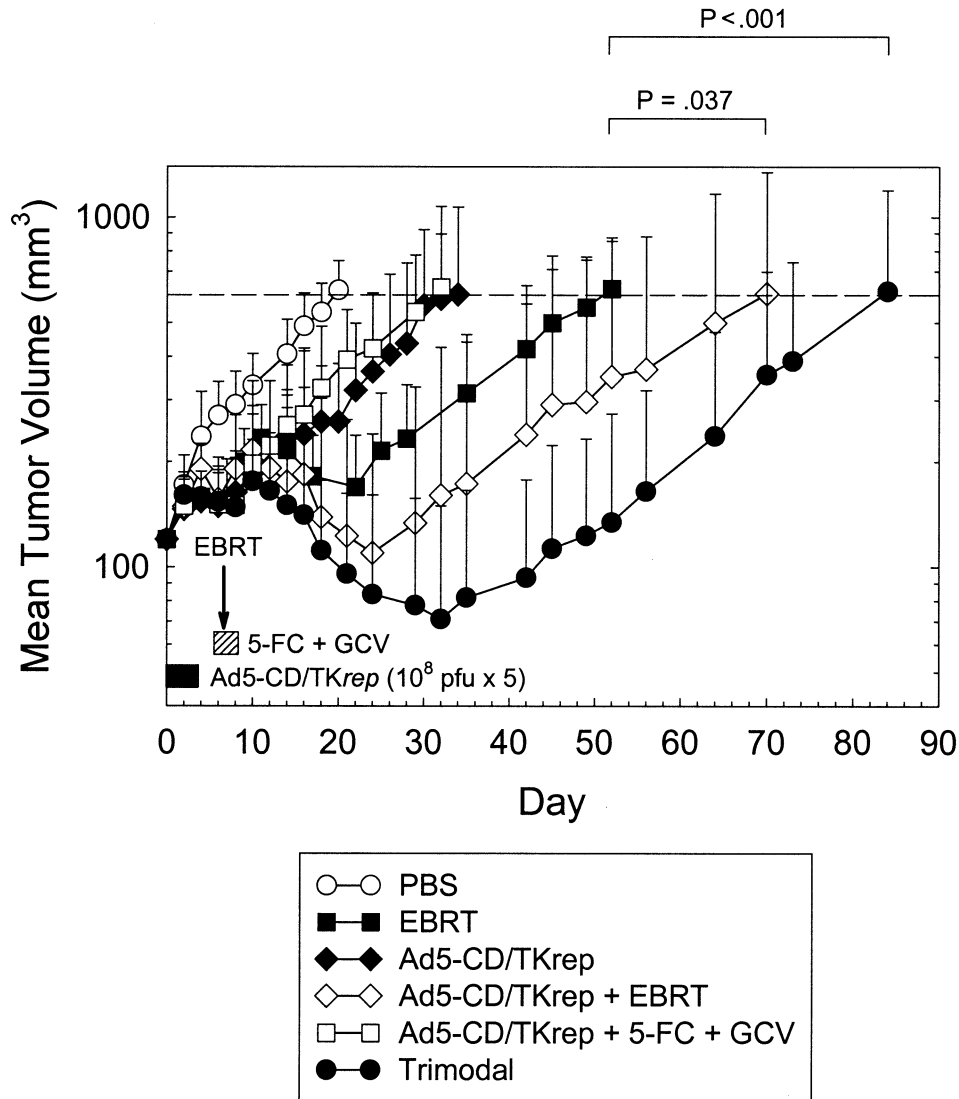 P<.001
P = .037
Mean Tumor Volume (mm³)
1000
100
EBRT
5-FC + GCV
Ad5-CD/TKrep (10⁸ pfu x 5)
0 10 20 30 40 50 60 70 80 90
Day
PBS
EBRT
Ad5-CD/TKrep
Ad5-CD/TKrep + EBRT
Ad5-CD/TKrep + 5-FC + GCV
Trimodal